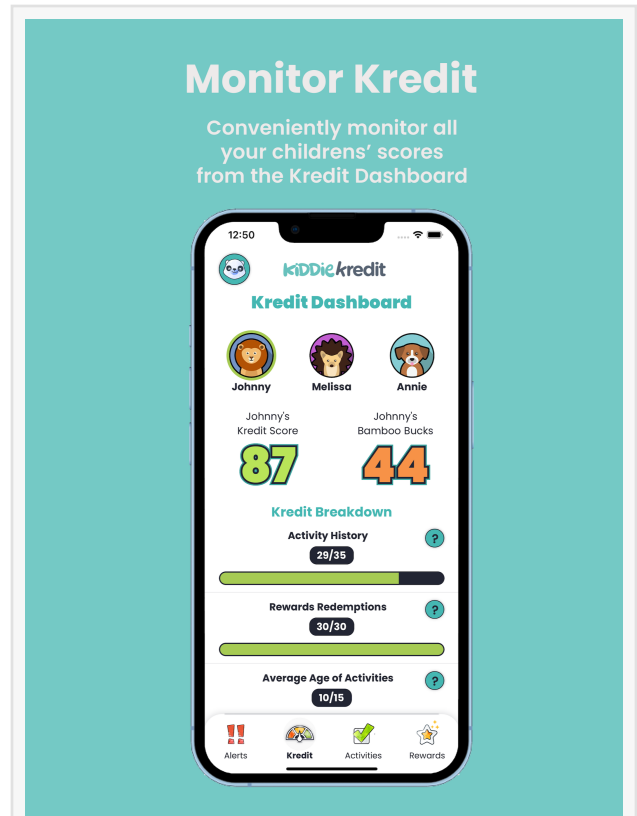 Monitor Kredit
Conveniently monitor all
your childrens’ scores
from the Kredit Dashboard
12:50
KiDDie kredit
Kredit Dashboard
Johnny Melissa Annie
Johnny's Johnny's
Kredit Score Bamboo Bucks
87 44
Kredit Breakdown
Activity History ?
29/35
Rewards Redemptions ?
30/30
Average Age of Activities ?
10/15
Alerts Kredit Activities Rewards